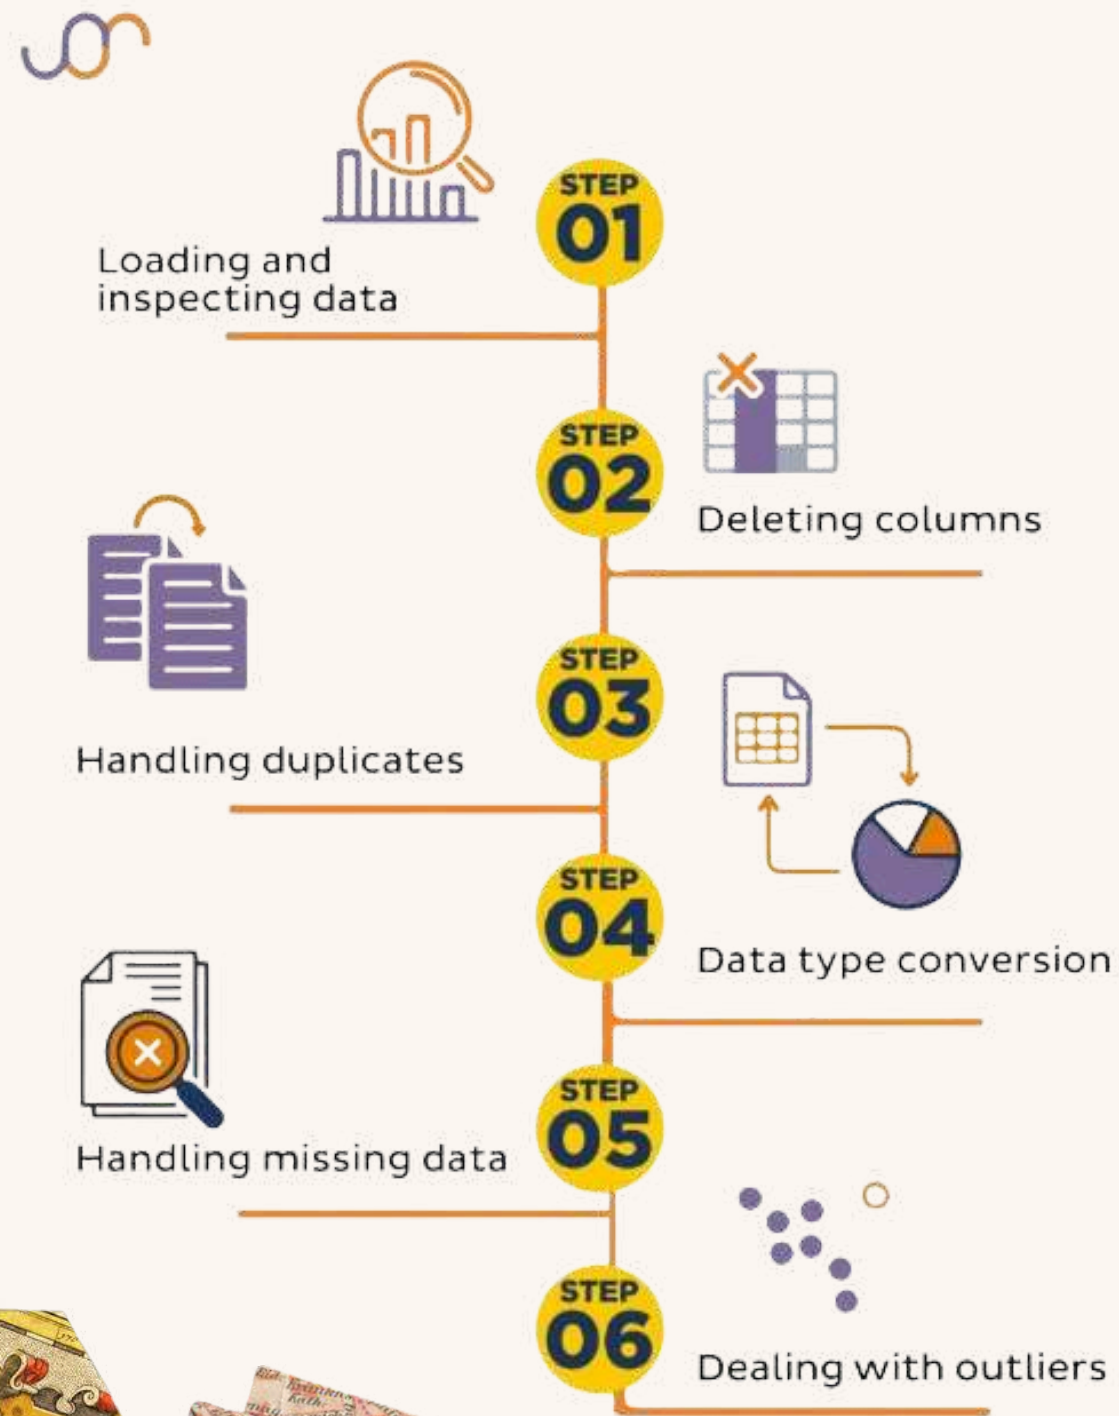 STEP
01
Loading and
inspecting data
STEP
02
Deleting columns
STEP
03
Handling duplicates
STEP
04
Data type conversion
STEP
05
Handling missing data
STEP
06
Dealing with outliers